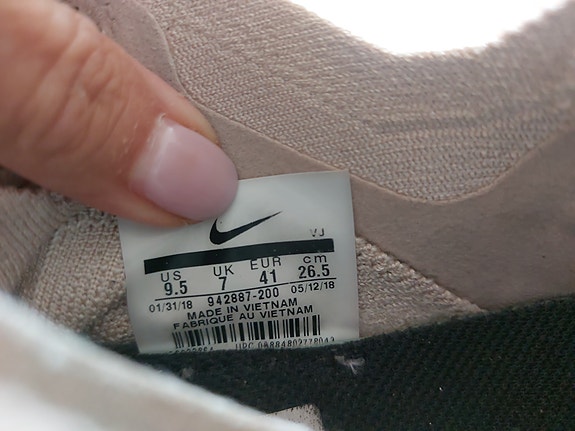 VJ
US UK EUR cm
9.5 7 41 26.5
01/31/18 942887-200 05/12/18
MADE IN VIETNAM
FABRIQUE AU VIETNAM
UPC